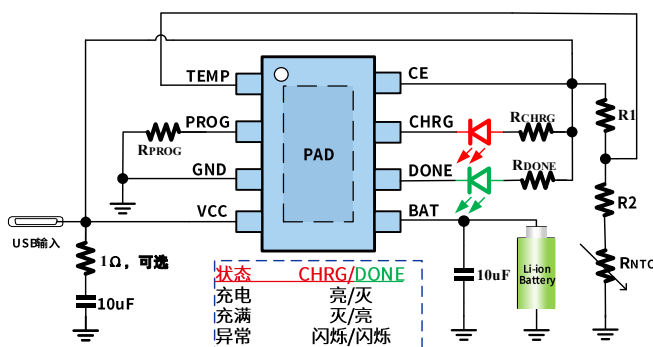 TEMP
CE
PROG
CHRG
RCHRG
R1
RPROG
PAD
GND
DONE
RDONE
VCC
BAT
R2
USB输入
1Ω，可选
10uF
10uF
Li-ion
Battery
RNTC
状态 CHRG/DONE
充电 亮/灭
充满 灭/亮
异常 闪烁/闪烁